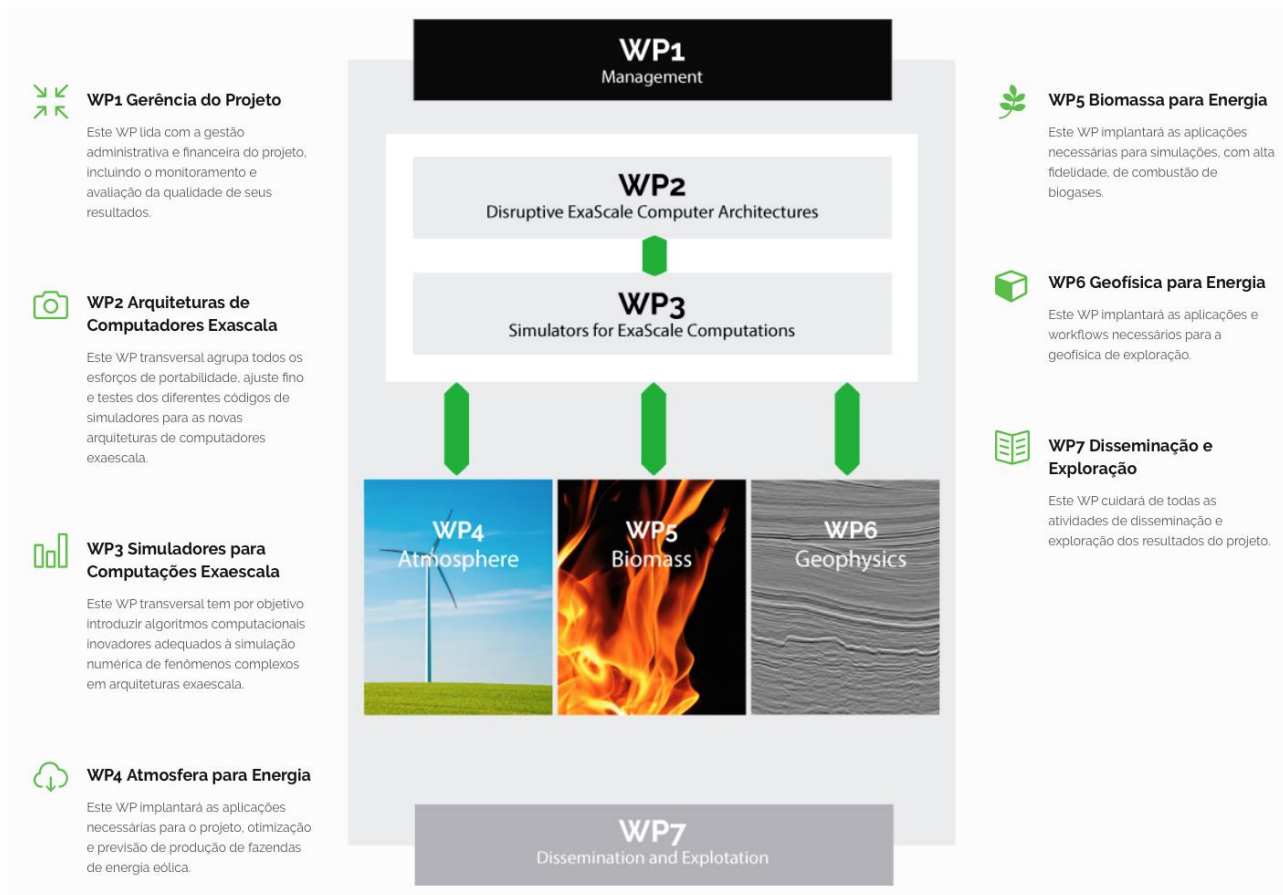 WP1 Gerência do Projeto
Este WP lida com a gestão
administrativa e financeira do projeto,
incluindo o monitoramento e
avaliação da qualidade de seus
resultados.
WP2 Arquiteturas de
Computadores Exascala
Este WP transversal agrupa todos os
esforços de portabilidade, ajuste fino
e testes dos diferentes códigos de
simuladores para as novas
arquiteturas de computadores
exaescala.
WP3 Simuladores para
Computações Exaescala
Este WP transversal tem por objetivo
introduzir algoritmos computacionais
inovadores adequados à simulação
numérica de fenômenos complexos
em arquiteturas exaescala.
WP4 Atmosfera para Energia
Este WP implantará as aplicações
necessárias para o projeto, otimização
e previsão de produção de fazendas
de energia eólica.
WP1
Management
WP2
Disruptive ExaScale Computer Architectures
WP3
Simulators for ExaScale Computations
WP4
Atmosphere
WP5
Biomass
WP6
Geophysics
WP7
Dissemination and Explotation
WP5 Biomassa para Energia
Este WP implantará as aplicações
necessárias para simulações, com alta
fidelidade, de combustão de
biogases.
WP6 Geofísica para Energia
Este WP implantará as aplicações e
workflows necessários para a
geofísica de exploração.
WP7 Disseminação e
Exploração
Este WP cuidará de todas as
atividades de disseminação e
exploração dos resultados do projeto.